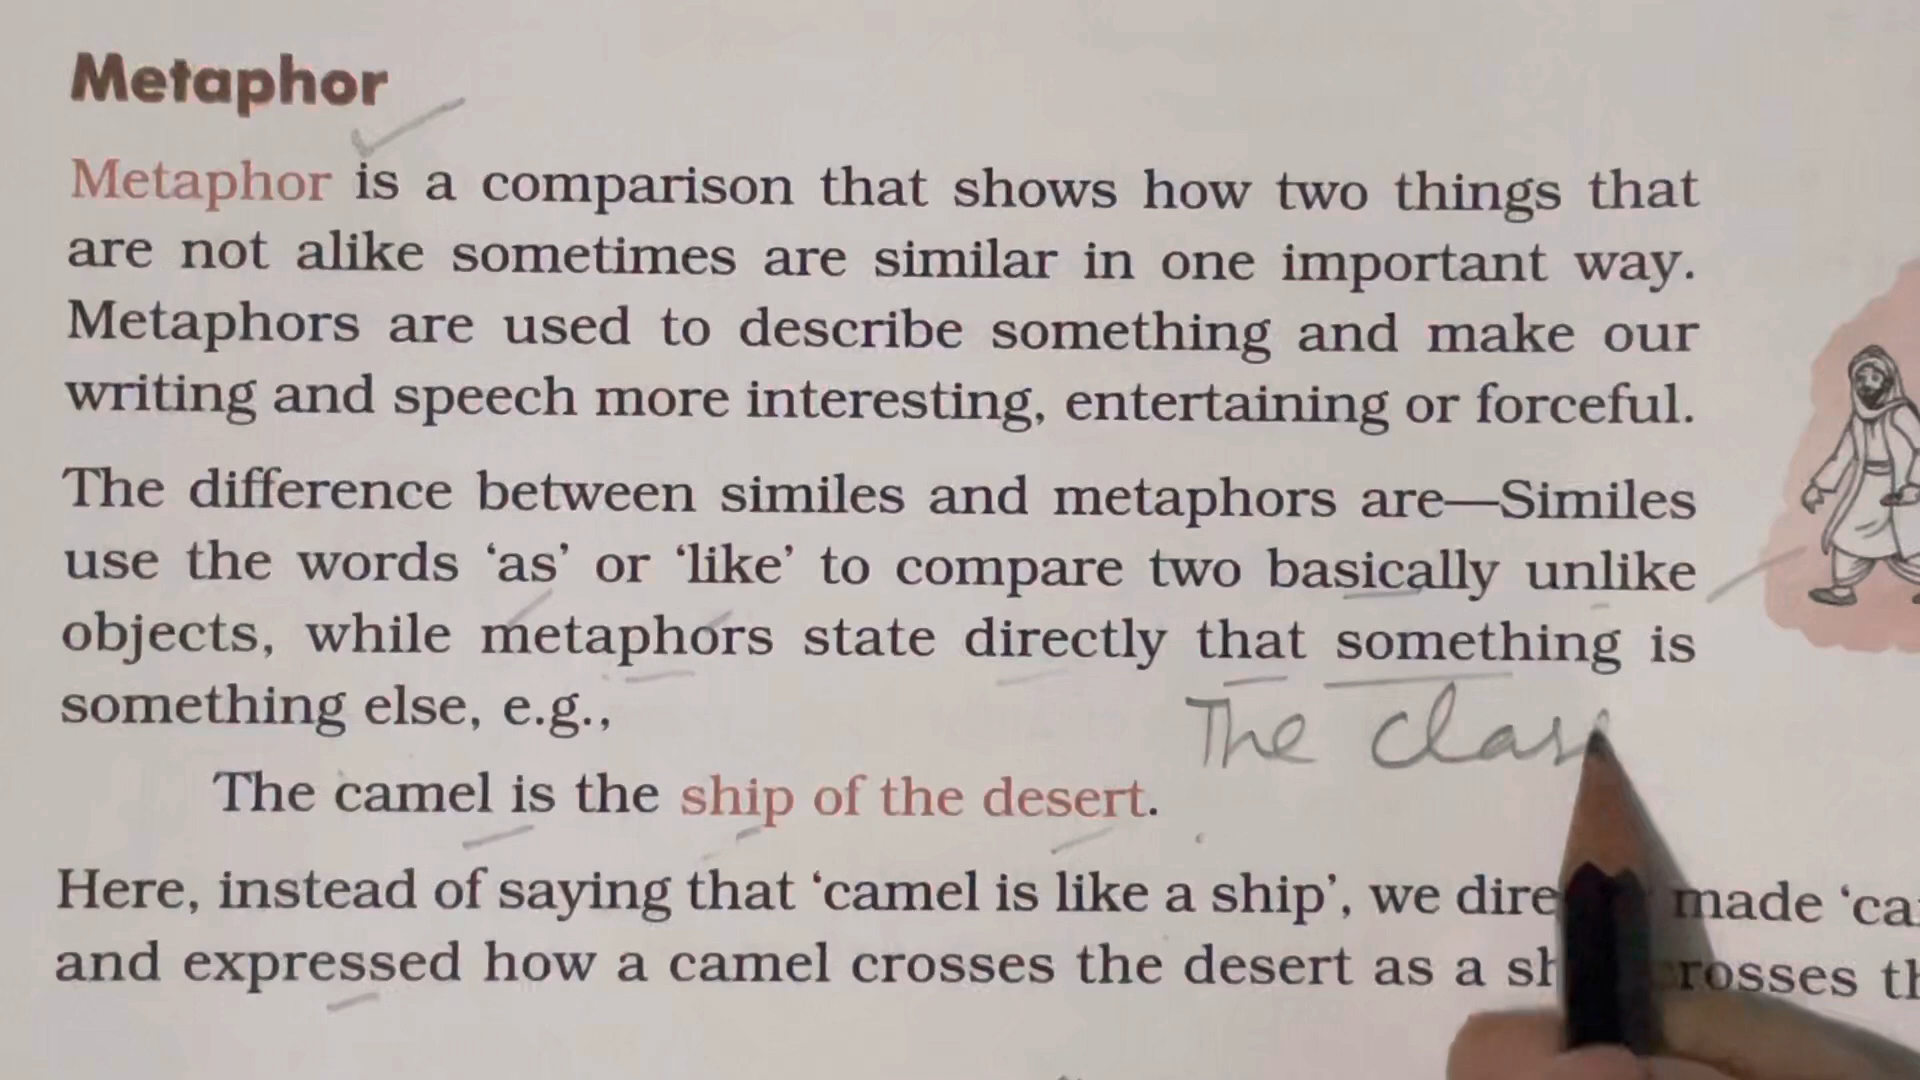 Metaphor
Metaphor is a comparison that shows how two things that
are not alike sometimes are similar in one important way.
Metaphors are used to describe something and make our
writing and speech more interesting, entertaining or forceful.
The difference between similes and metaphors are—Similes
use the words ‘as’ or ‘like’ to compare two basically unlike
objects, while metaphors state directly that something is
something else, e.g.,
The clas
The camel is the ship of the desert.
Here, instead of saying that ‘camel is like a ship’, we dire made ‘ca
and expressed how a camel crosses the desert as a sh rosses th